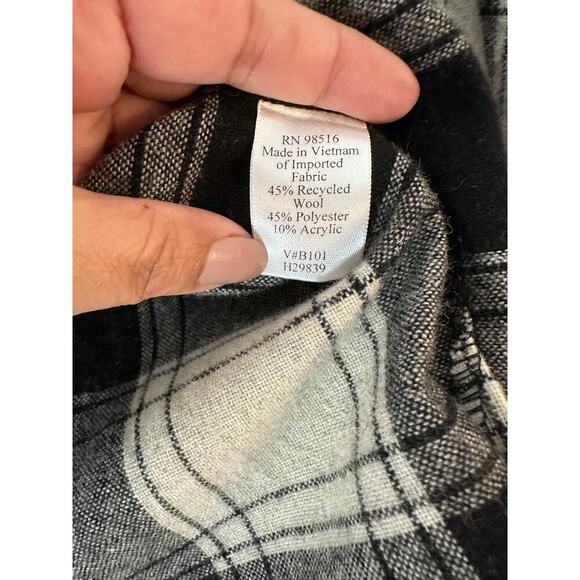 RN 98516
Made in Vietnam
of Imported
Fabric
45% Recycled
Wool
45% Polyester
10% Acrylic
V#B101
H29839